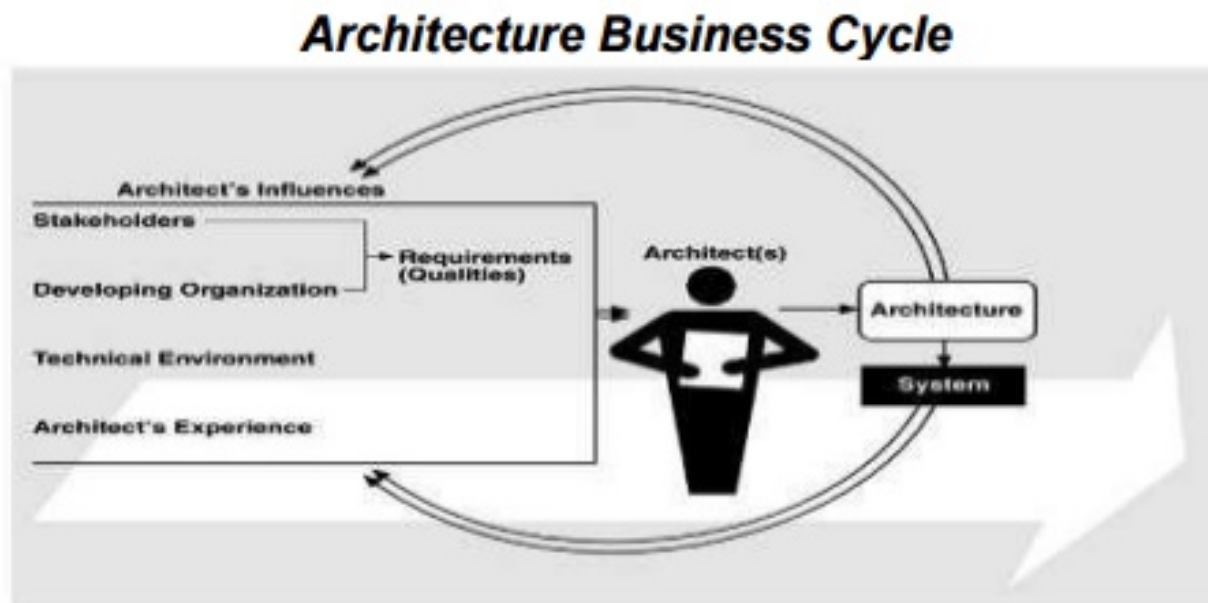 Architecture Business Cycle
Architect's Influences
Stakeholders
Requirements
(Qualities)
Developing Organization
Technical Environment
Architect's Experience
Architect(s)
Architecture
System